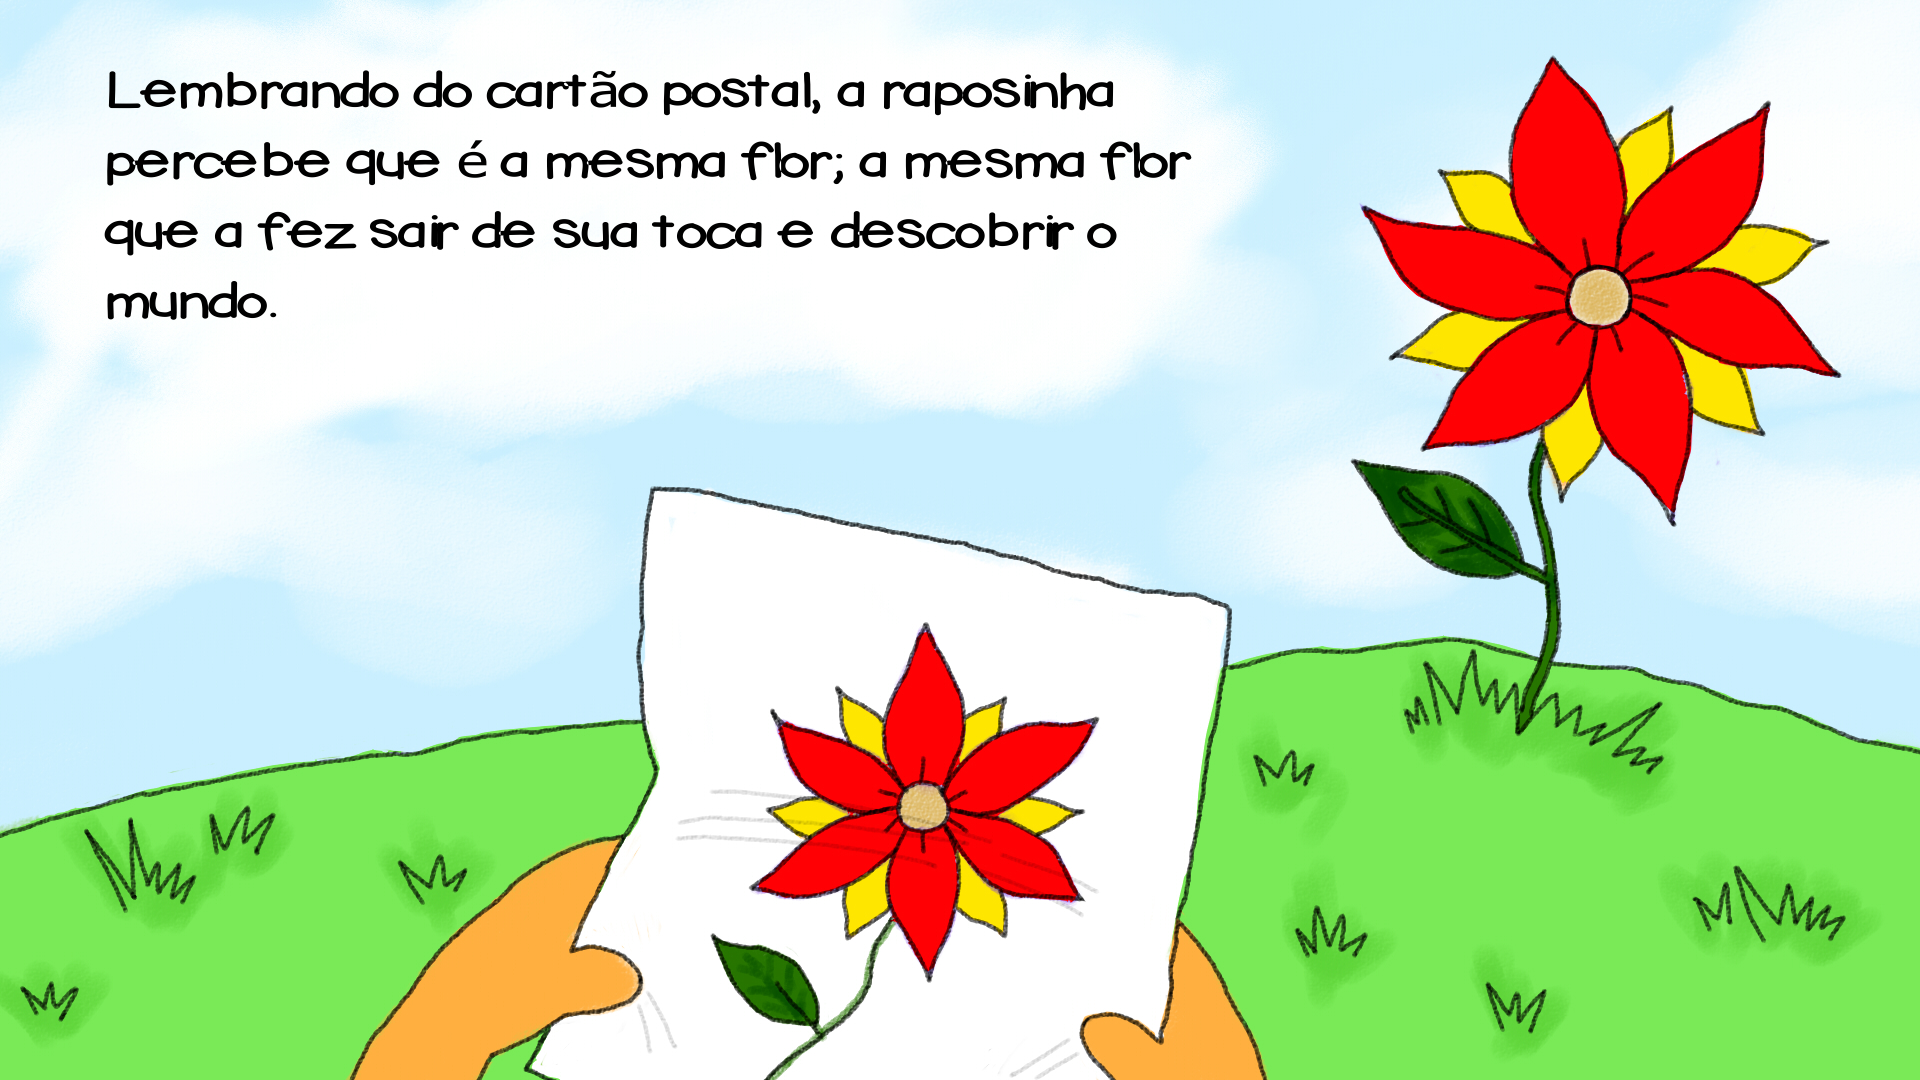 Lembrando do cartão postal, a raposinha
percebe que é a mesma flor; a mesma flor
que a fez sair de sua toca e descobrir o
mundo.